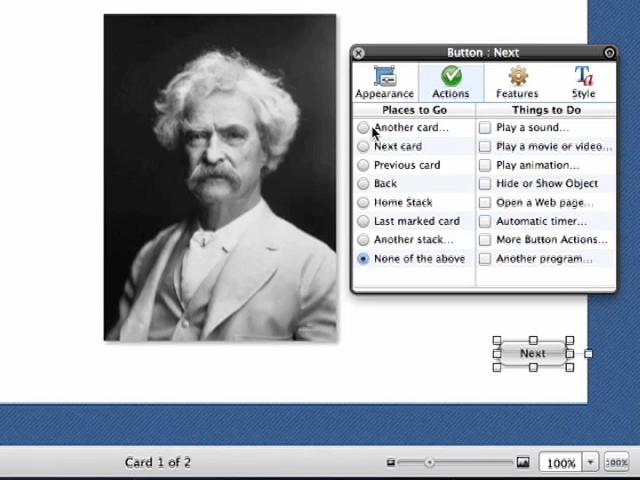 Button : Next
Appearance Actions Features Style
Places to Go Things to Do
Another card... Play a sound...
Next card Play a movie or video...
Previous card Play animation...
Back Hide or Show Object
Home Stack Open a Web page...
Last marked card Automatic timer...
Another stack... More Button Actions...
None of the above Another program...
Next
Card 1 of 2 100% 100%